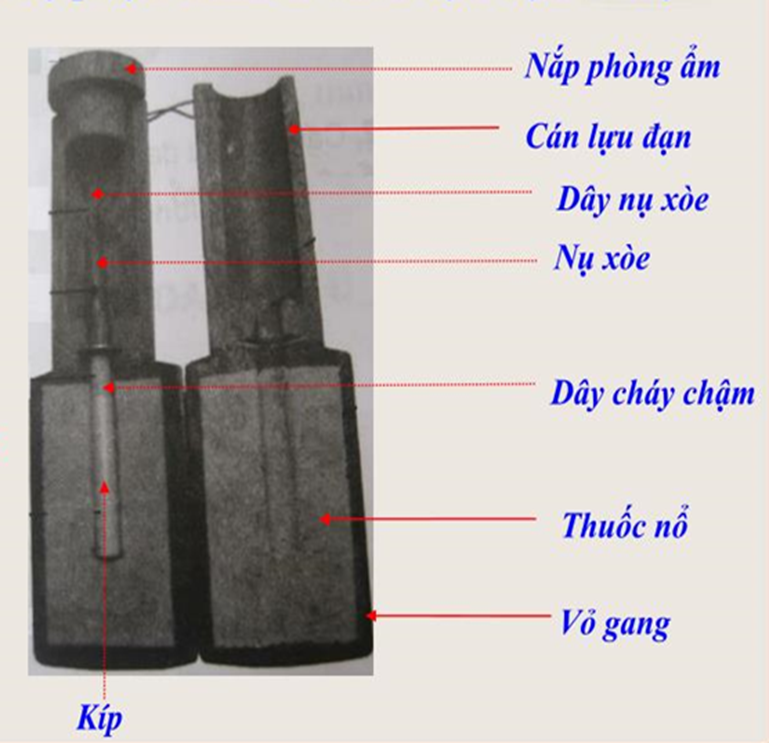 Nắp phòng ẩm
Cán lựu đạn
Dây nụ xòe
Nụ xòe
Dây cháy chậm
Thuốc nổ
Vỏ gang
Kíp